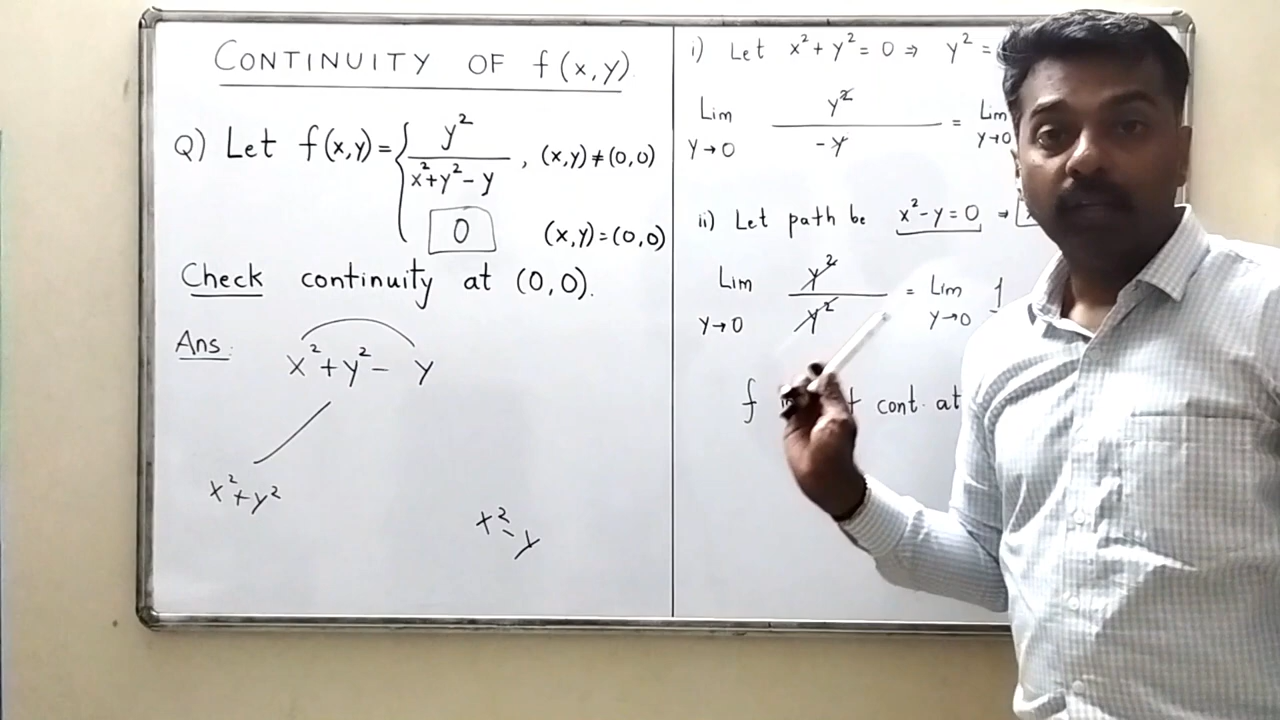 CONTINUITY OF f(x,y)
Q) Let f(x,y) = { y² / x²+y²-y , (x,y)≠(0,0)
0 (x,y)=(0,0)
Check continuity at (0,0).
Ans:
x²+y²- y
x²+y²
x²-y
i) Let x²+y²=0 ⇒ y²=
Lim y→0 y² / -y = Lim y→0
ii) Let path be x²-y=0 ⇒
Lim y→0 y² / y² = Lim y→0 1
f cont. at